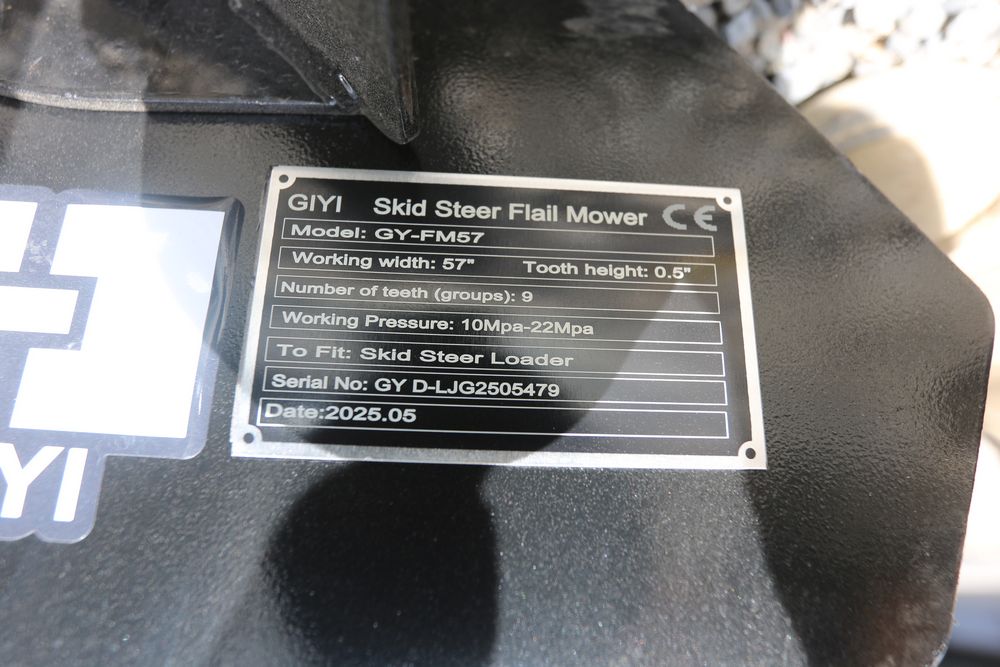 GIYI Skid Steer Flail Mower CE
Model: GY-FM57
Working width: 57" Tooth height: 0.5"
Number of teeth (groups): 9
Working Pressure: 10Mpa-22Mpa
To Fit: Skid Steer Loader
Serial No: GY D-LJG2505479
Date:2025.05
YI